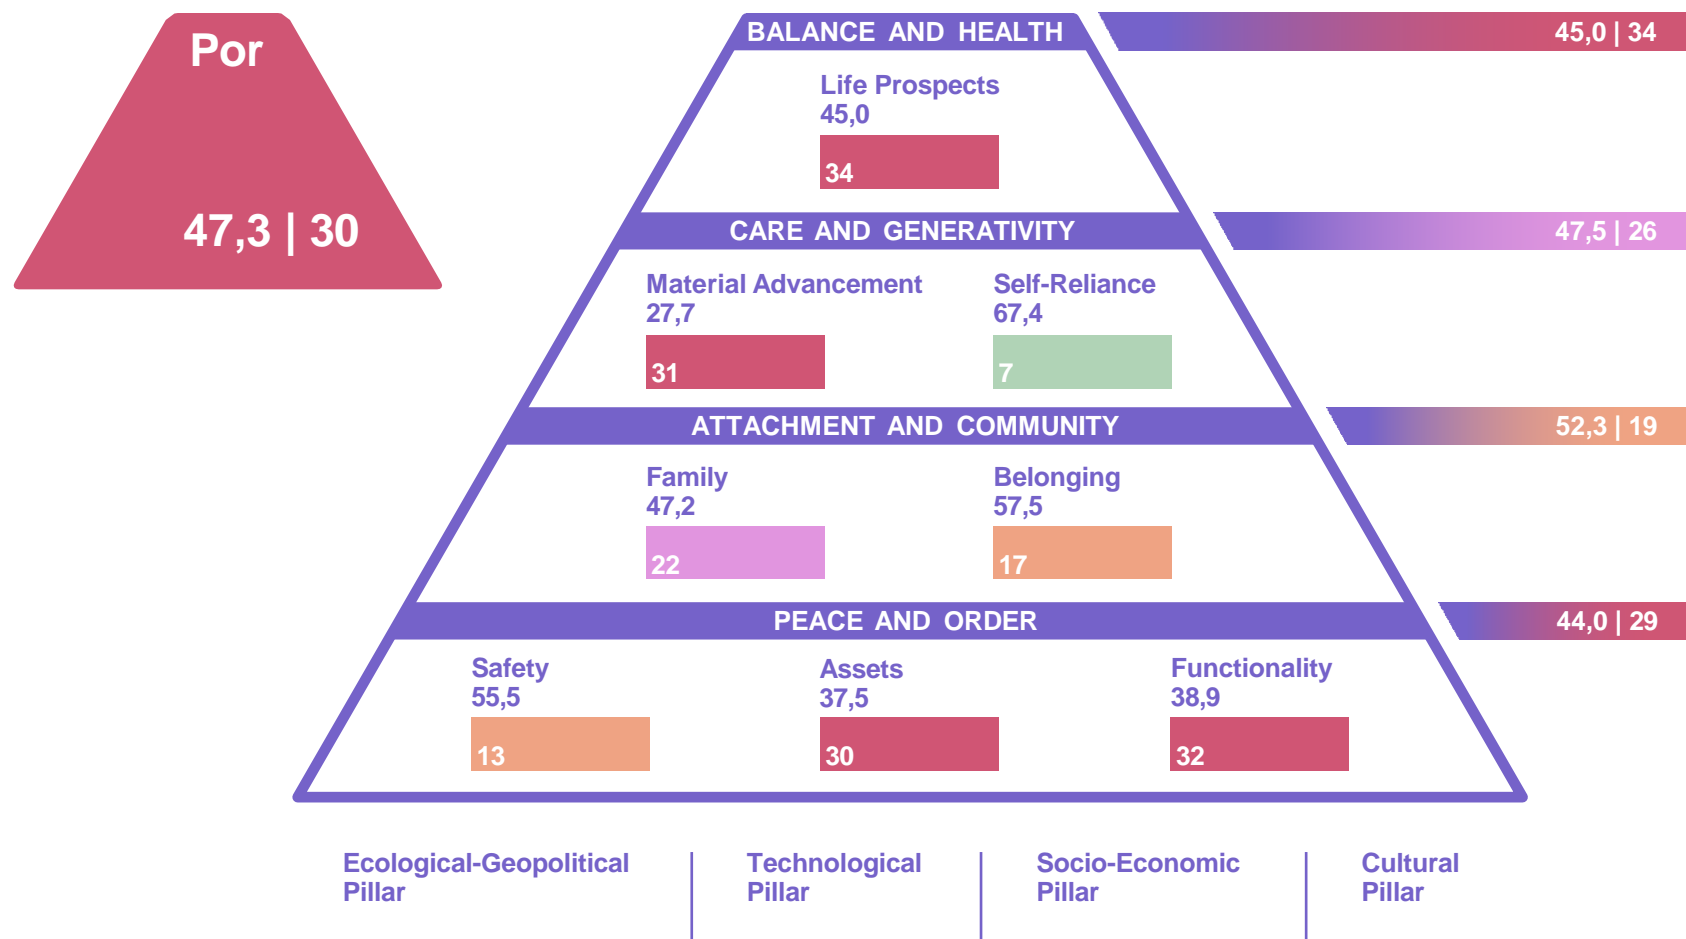 Por
47,3 | 30
BALANCE AND HEALTH
45,0 | 34
Life Prospects
45,0
34
CARE AND GENERATIVITY
47,5 | 26
Material Advancement
27,7
31
Self-Reliance
67,4
7
ATTACHMENT AND COMMUNITY
52,3 | 19
Family
47,2
22
Belonging
57,5
17
PEACE AND ORDER
44,0 | 29
Safety
55,5
13
Assets
37,5
30
Functionality
38,9
32
Ecological-Geopolitical
Pillar
Technological
Pillar
Socio-Economic
Pillar
Cultural
Pillar